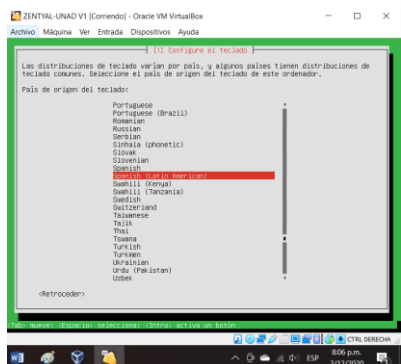 ZENTYAL-UNAD V1 [Corriendo] - Oracle VM VirtualBox
Archivo Máquina Ver Entrada Dispositivos Ayuda
[!] Configure el teclado
Las distribuciones de teclado varían por país, y algunos países tienen distribuciones de
teclado comunes. Seleccione el país de origen del teclado de este ordenador.
País de origen del teclado:
Portuguese
Portuguese (Brazil)
Romanian
Russian
Serbian
Sinhala (phonetic)
Slovak
Slovenian
Spanish
Spanish (Latin American)
Swahili (Kenya)
Swahili (Tanzania)
Swedish
Switzerland
Taiwanese
Tajik
Thai
Tswana
Turkish
Turkmen
Ukrainian
Urdu (Pakistan)
Uzbek
<Retroceder>
<Tab> mueve; <Espacio> selecciona; <Intro> activa un botón
CTRL DERECHA
ESP
8:06 p.m.
3/12/2020